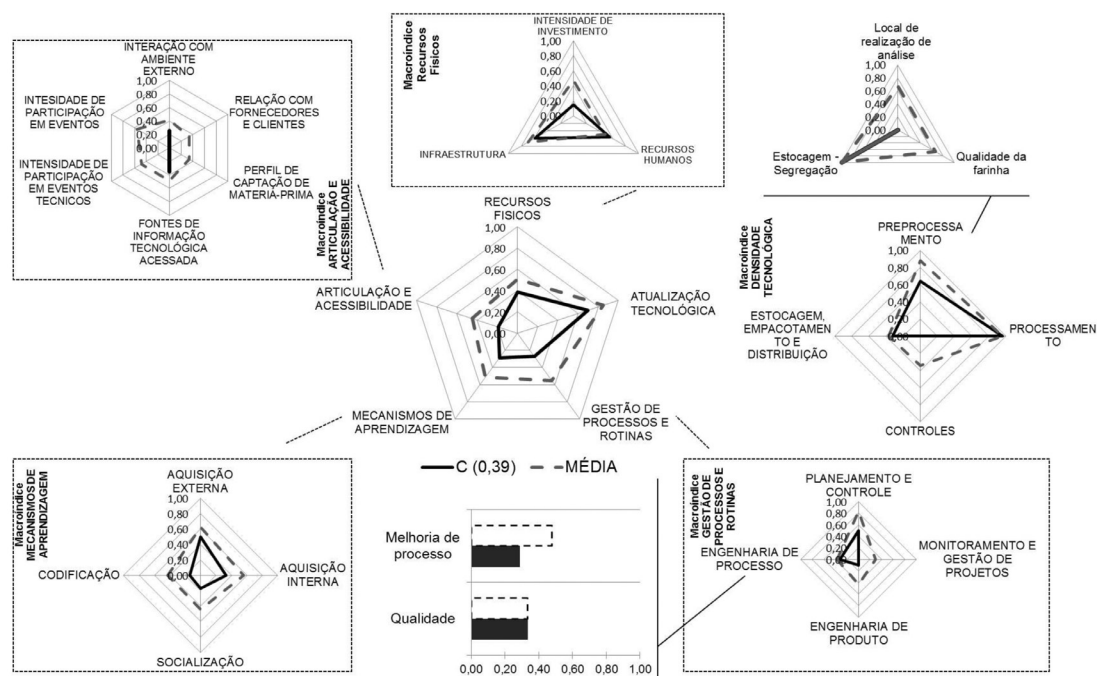 INTERAÇÃO COM
AMBIENTE
EXTERNO
1,00
0,80
0,60
0,40
0,20
0,00
RELAÇÃO COM
FORNECEDORES
E CLIENTES
PERFIL DE
CAPTAÇÃO DE
MATERIA-PRIMA
FONTES DE
INFORMAÇÃO
TECNOLÓGICA
ACESSADA
INTENSIDADE DE
PARTICIPAÇÃO
EM EVENTOS
TECNICOS
INTESIDADE DE
PARTICIPAÇÃO
EM EVENTOS
Macroíndice
ARTICULAÇÃO E
ACESSIBILIDADE
Macroíndice
Recursos
Físicos
INTENSIDADE DE
INVESTIMENTO
1,00
0,80
0,60
0,40
0,20
0,00
INFRAESTRUTURA
RECURSOS
HUMANOS
Local de
realização de
análise
1,00
0,80
0,60
0,40
0,20
0,00
Estocagem -
Segregação
Qualidade da
farinha
RECURSOS
FISICOS
1,00
0,80
0,60
0,40
0,20
0,00
ATUALIZAÇÃO
TECNOLÓGICA
GESTÃO DE
PROCESSOS E
ROTINAS
MECANISMOS DE
APRENDIZAGEM
ARTICULAÇÃO E
ACESSIBILIDADE
Macroíndice
DENSIDADE
TECNOLÓGICA
PREPROCESSA
MENTO
1,00
0,80
0,60
0,40
0,20
0,00
PROCESSAMEN
TO
CONTROLES
ESTOCAGEM,
EMPACOTAMEN
TO E
DISTRIBUIÇÃO
Macroíndice
MECANISMOS DE
APRENDIZAGEM
AQUISIÇÃO
EXTERNA
1,00
0,80
0,60
0,40
0,20
0,00
AQUISIÇÃO
INTERNA
SOCIALIZAÇÃO
CODIFICAÇÃO
C (0,39)
MÉDIA
Melhoria de
processo
Qualidade
0,00 0,20 0,40 0,60 0,80 1,00
Macroíndice
GESTÃO DE
PROCESSOS E
ROTINAS
PLANEJAMENTO E
CONTROLE
1,00
0,80
0,60
0,40
0,20
0,00
MONITORAMENTO E
GESTÃO DE
PROJETOS
ENGENHARIA DE
PRODUTO
ENGENHARIA DE
PROCESSO